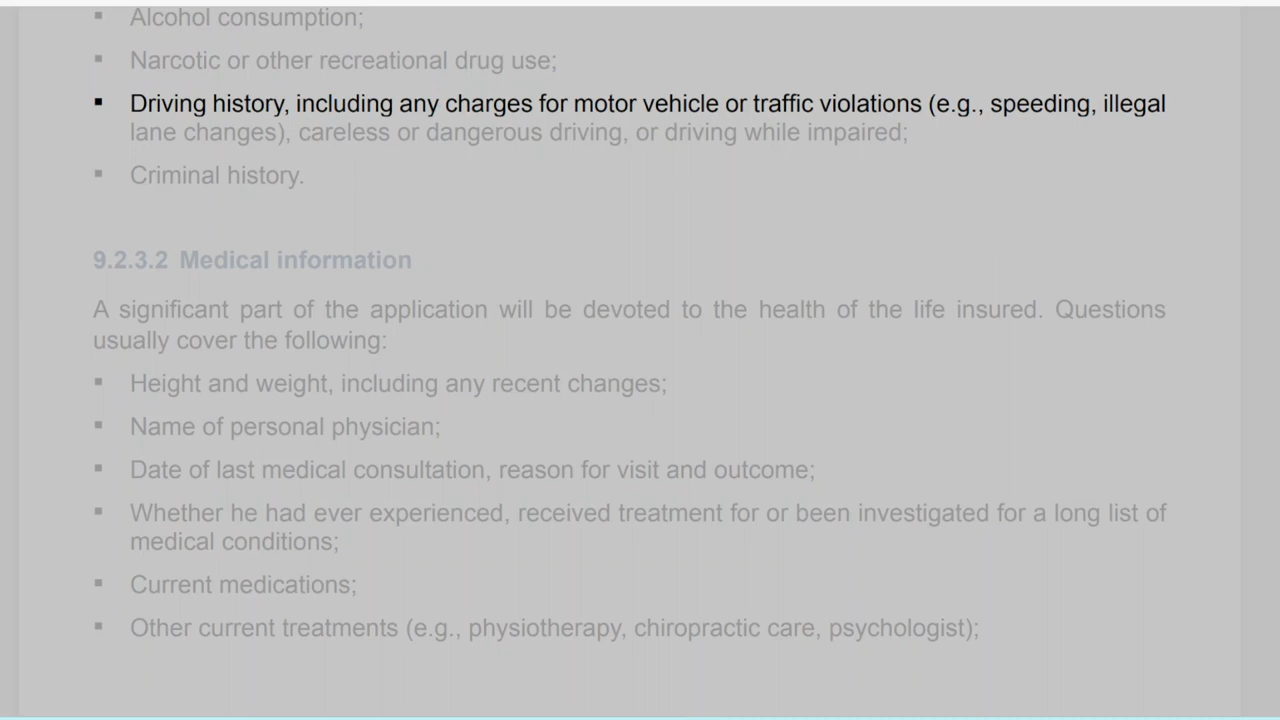 ▪ Alcohol consumption;
▪ Narcotic or other recreational drug use;
▪ Driving history, including any charges for motor vehicle or traffic violations (e.g., speeding, illegal
lane changes), careless or dangerous driving, or driving while impaired;
▪ Criminal history.
9.2.3.2 Medical information
A significant part of the application will be devoted to the health of the life insured. Questions
usually cover the following:
▪ Height and weight, including any recent changes;
▪ Name of personal physician;
▪ Date of last medical consultation, reason for visit and outcome;
▪ Whether he had ever experienced, received treatment for or been investigated for a long list of
medical conditions;
▪ Current medications;
▪ Other current treatments (e.g., physiotherapy, chiropractic care, psychologist);